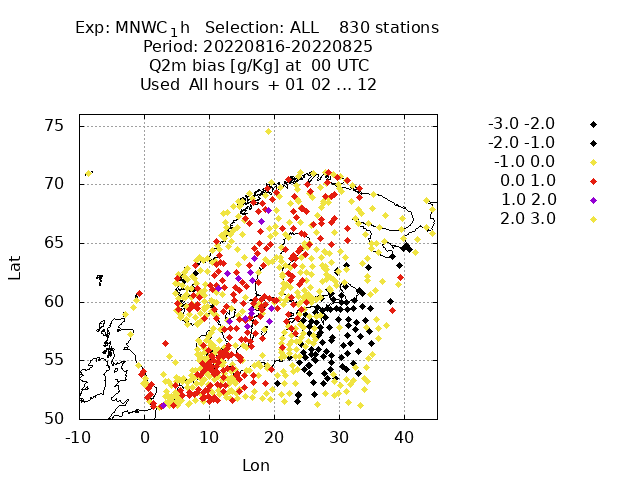 Exp: MNWC_1h   Selection: ALL    830 stations
Period: 20220816-20220825
Q2m bias [g/Kg] at  00 UTC
Used  All hours  + 01 02 ... 12
-3.0 -2.0
-2.0 -1.0
-1.0 0.0
0.0 1.0
1.0 2.0
2.0 3.0
75
70
65
60
55
50
Lat
-10 0 10 20 30 40
Lon